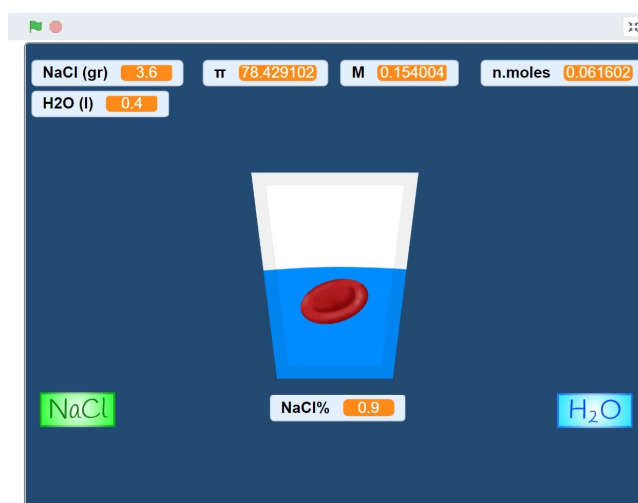 NaCl (gr) 3.6 π 78.429102 M 0.154004 n.moles 0.061602
H2O (l) 0.4
NaCl NaCl% 0.9 H₂O